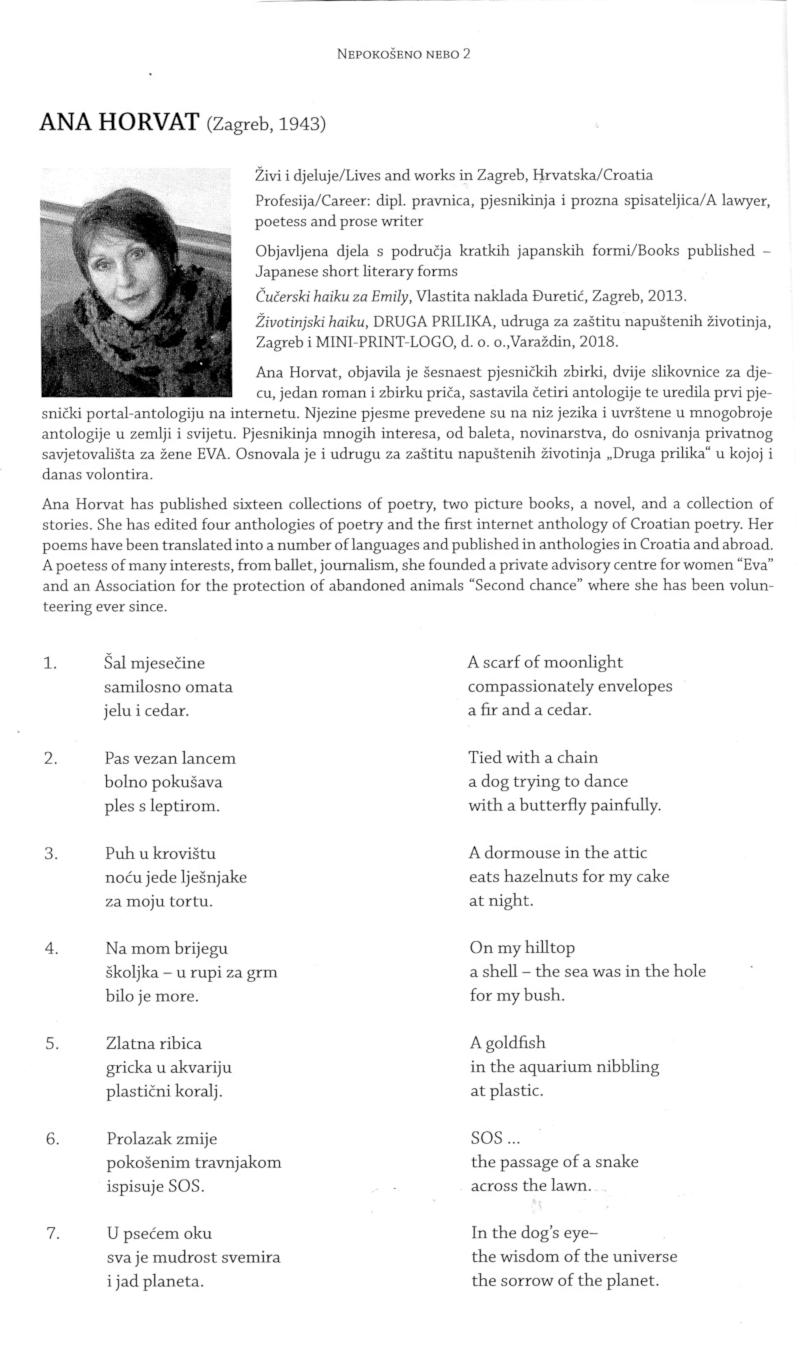 NEPOKOŠENO NEBO 2
ANA HORVAT (Zagreb, 1943)
Živi i djeluje/Lives and works in Zagreb, Hrvatska/Croatia
Profesija/Career: dipl. pravnica, pjesnikinja i prozna spisateljica/A lawyer,
poetess and prose writer
Objavljena djela s područja kratkih japanskih formi/Books published –
Japanese short literary forms
Čučerski haiku za Emily, Vlastita naklada Đuretić, Zagreb, 2013.
Životinjski haiku, DRUGA PRILIKA, udruga za zaštitu napuštenih životinja,
Zagreb i MINI-PRINT-LOGO, d. o. o.,Varaždin, 2018.
Ana Horvat, objavila je šesnaest pjesničkih zbirki, dvije slikovnice za dje-
cu, jedan roman i zbirku priča, sastavila četiri antologije te uredila prvi pje-
snički portal-antologiju na internetu. Njezine pjesme prevedene su na niz jezika i uvrštene u mnogobroje
antologije u zemlji i svijetu. Pjesnikinja mnogih interesa, od baleta, novinarstva, do osnivanja privatnog
savjetovališta za žene EVA. Osnovala je i udrugu za zaštitu napuštenih životinja „Druga prilika“ u kojoj i
danas volontira.
Ana Horvat has published sixteen collections of poetry, two picture books, a novel, and a collection of
stories. She has edited four anthologies of poetry and the first internet anthology of Croatian poetry. Her
poems have been translated into a number of languages and published in anthologies in Croatia and abroad.
A poetess of many interests, from ballet, journalism, she founded a private advisory centre for women “Eva”
and an Association for the protection of abandoned animals “Second chance” where she has been volun-
teering ever since.
1. Šal mjesečine
samilosno omata
jelu i cedar.
A scarf of moonlight
compassionately envelopes
a fir and a cedar.
2. Pas vezan lancem
bolno pokušava
ples s leptirom.
Tied with a chain
a dog trying to dance
with a butterfly painfully.
3. Puh u krovištu
noću jede lješnjake
za moju tortu.
A dormouse in the attic
eats hazelnuts for my cake
at night.
4. Na mom brijegu
školjka – u rupi za grm
bilo je more.
On my hilltop
a shell – the sea was in the hole
for my bush.
5. Zlatna ribica
gricka u akvariju
plastični koralj.
A goldfish
in the aquarium nibbling
at plastic.
6. Prolazak zmije
pokošenim travnjakom
ispisuje SOS.
SOS ...
the passage of a snake
across the lawn.
7. U psećem oku
sva je mudrost svemira
i jad planeta.
In the dog’s eye–
the wisdom of the universe
the sorrow of the planet.